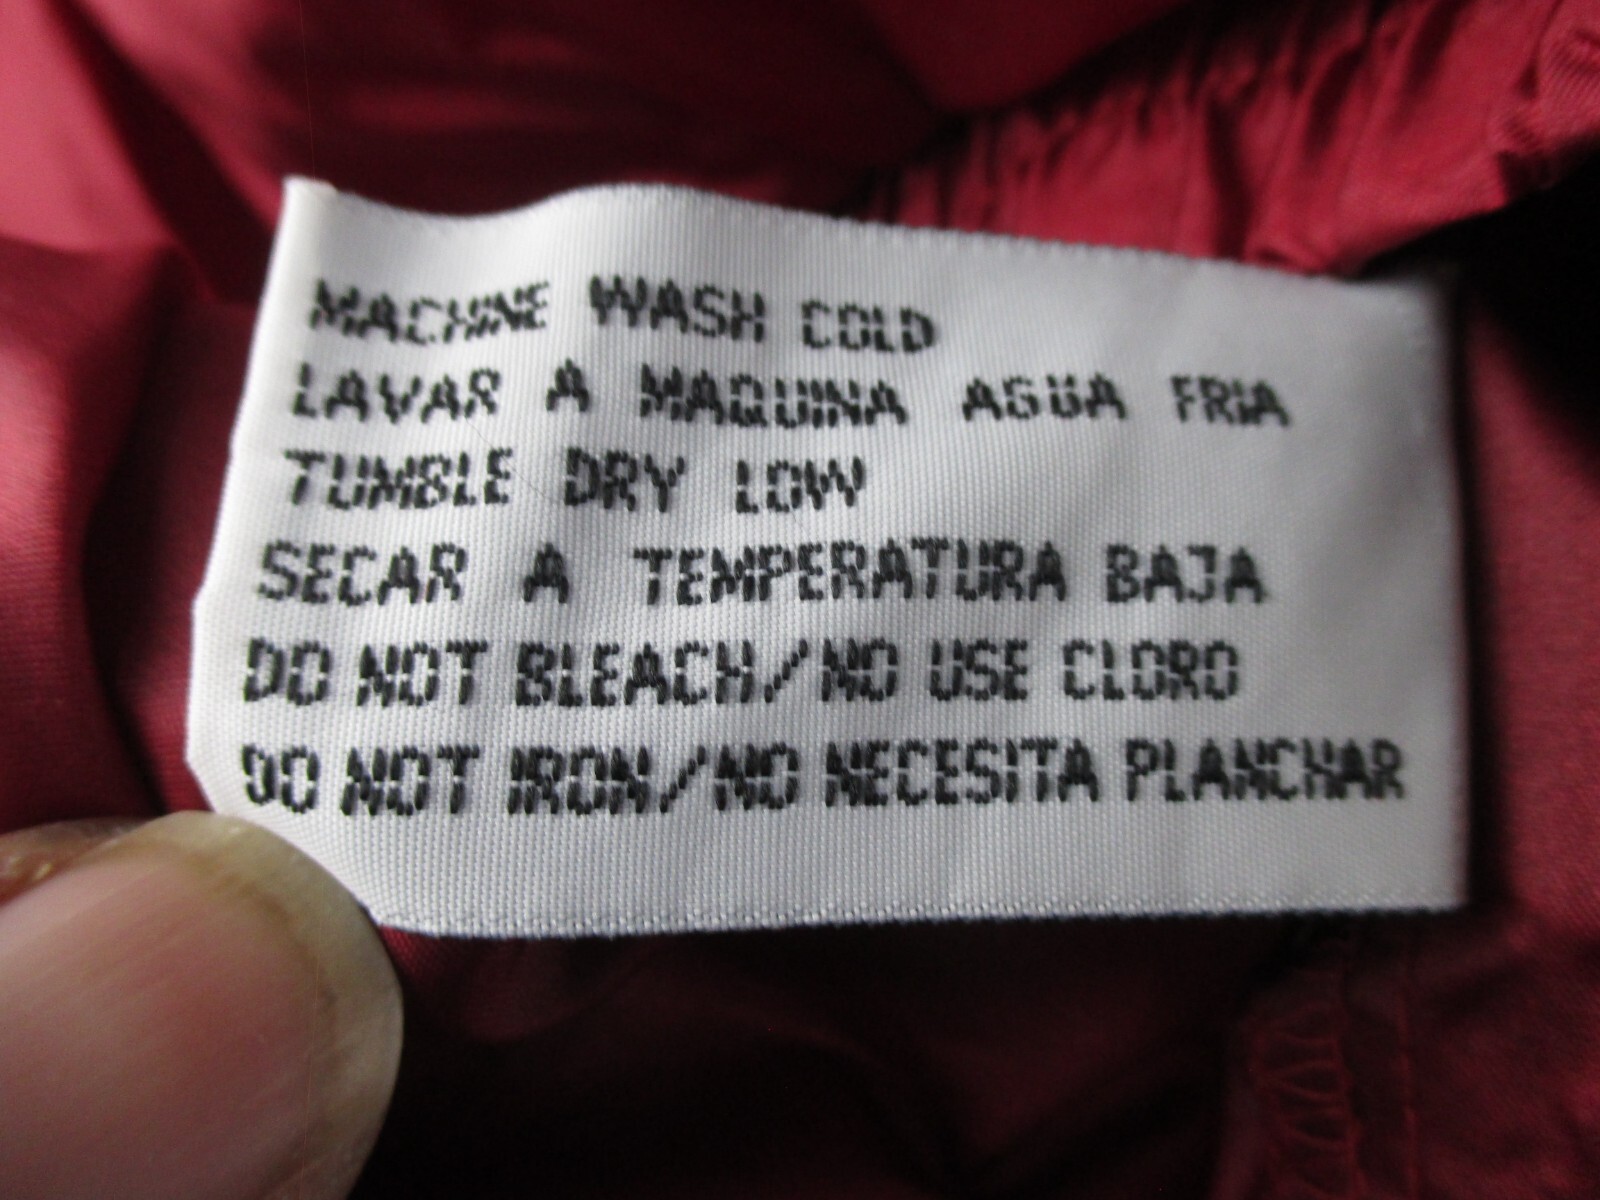 MACHINE WASH COLD
LAVAR A MAQUINA AGUA FRIA
TUMBLE DRY LOW
SECAR A TEMPERATURA BAJA
DO NOT BLEACH/NO USE CLORO
DO NOT IRON/NO NECESITA PLANCHAR